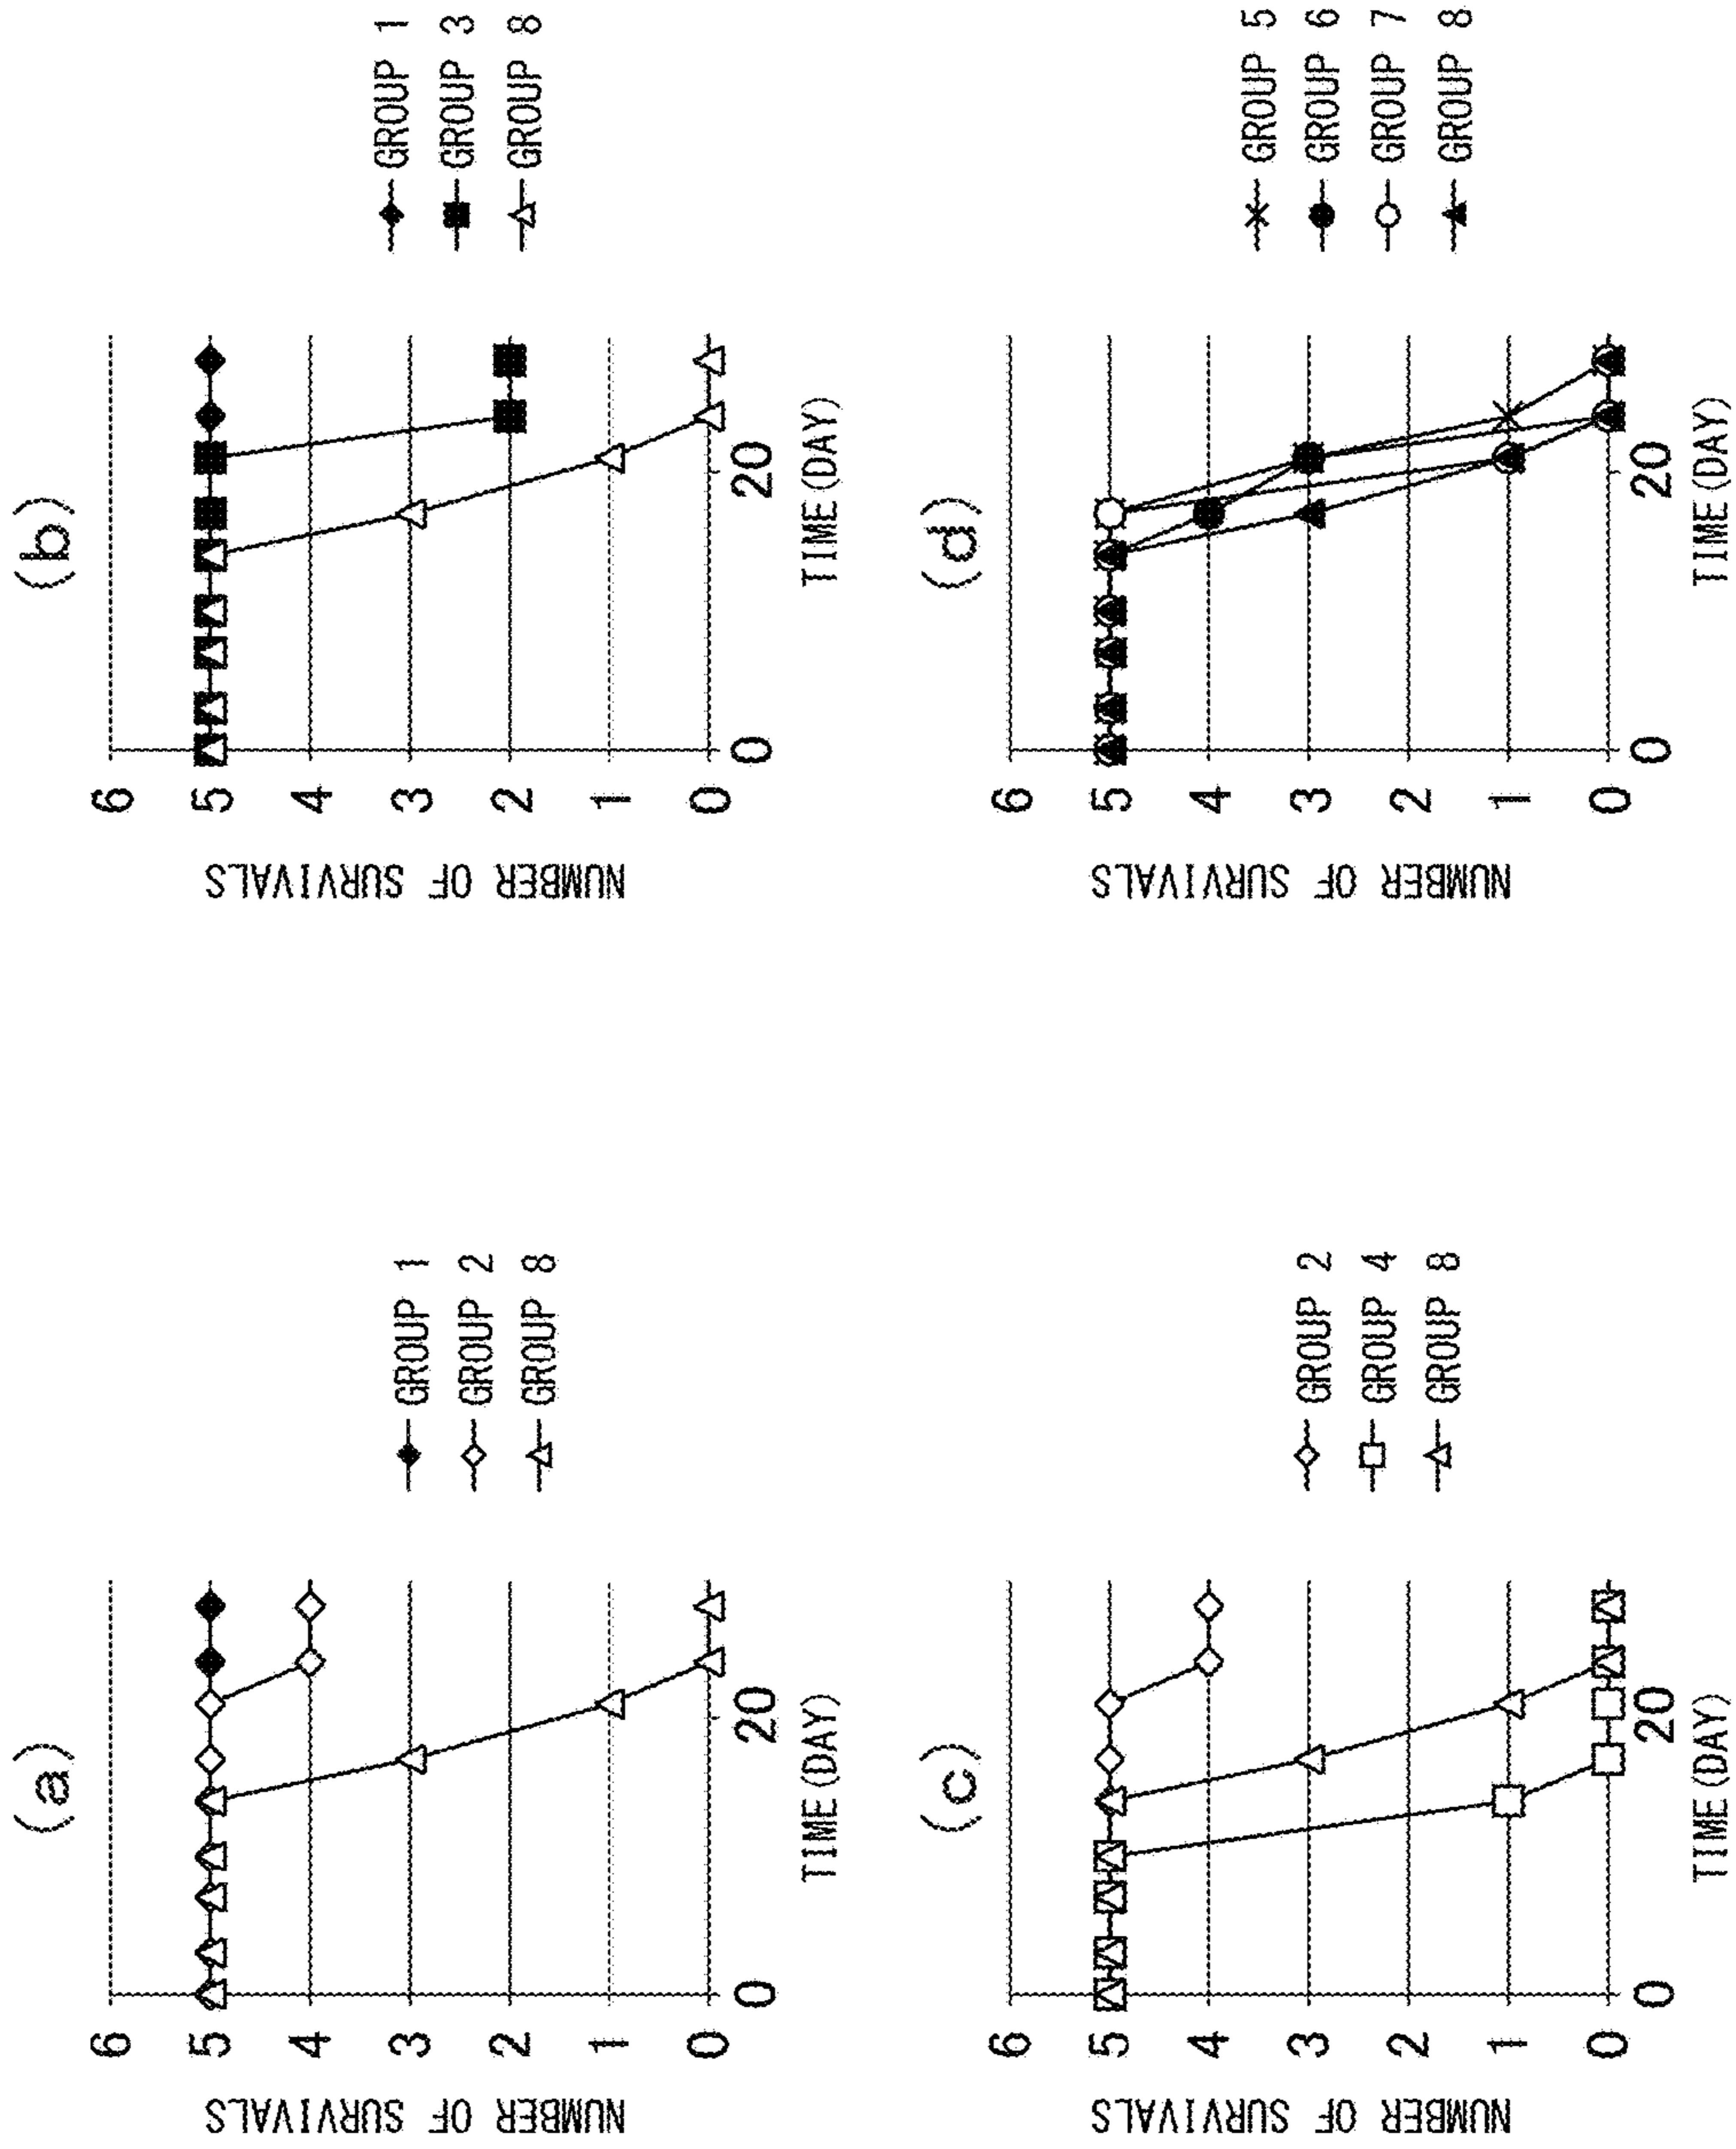 (a)
NUMBER OF SURVIVALS
6
5
4
3
2
1
0
0
20
TIME(DAY)
GROUP 1
GROUP 2
GROUP 8
(b)
NUMBER OF SURVIVALS
6
5
4
3
2
1
0
0
20
TIME(DAY)
GROUP 1
GROUP 3
GROUP 8
(c)
NUMBER OF SURVIVALS
6
5
4
3
2
1
0
0
20
TIME(DAY)
GROUP 2
GROUP 4
GROUP 8
(d)
NUMBER OF SURVIVALS
6
5
4
3
2
1
0
0
20
TIME(DAY)
GROUP 5
GROUP 6
GROUP 7
GROUP 8